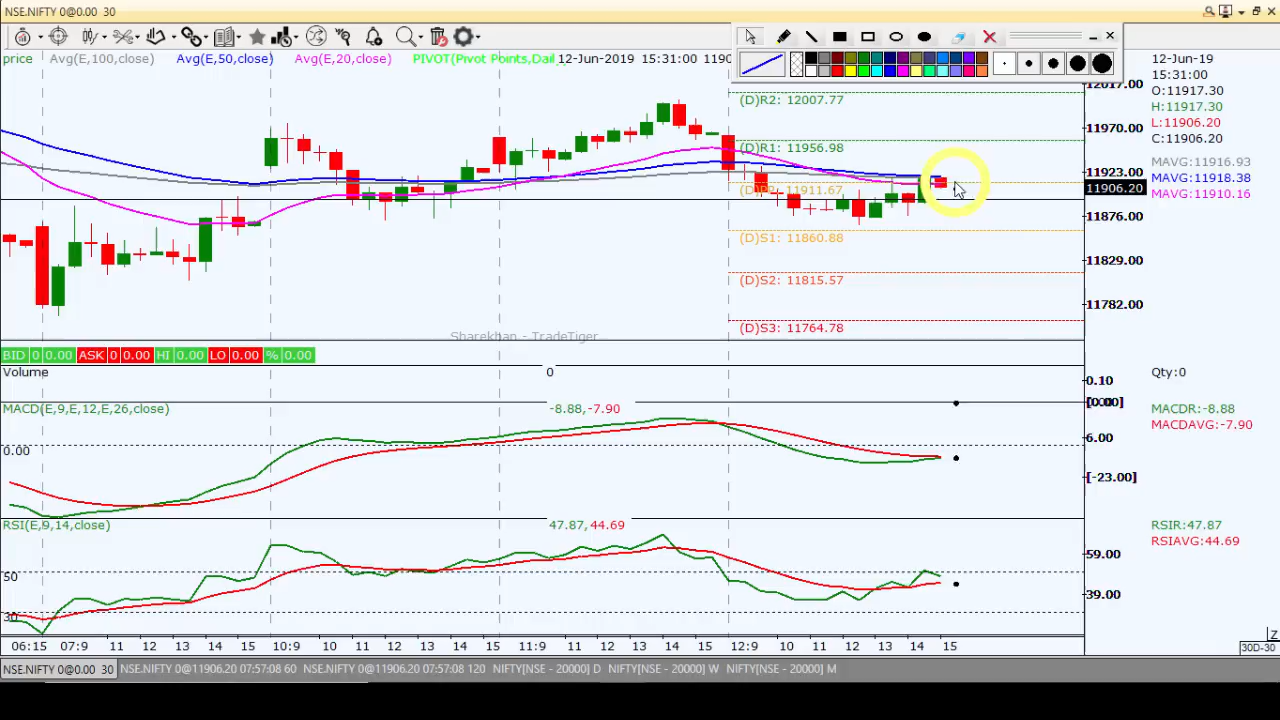 NSE.NIFTY 0@0.00 30
price Avg(E,100,close) Avg(E,50,close) Avg(E,20,close) PIVOT(Pivot Points,Dail 12-Jun-2019 15:31:00
12-Jun-19
15:31:00
O:11917.30
H:11917.30
L:11906.20
C:11906.20
MAVG:11916.93
MAVG:11918.38
MAVG:11910.16
12017.00
11970.00
11923.00
11906.20
11876.00
11829.00
11782.00
(D)R2: 12007.77
(D)R1: 11956.98
11911.67
(D)S1: 11860.88
(D)S2: 11815.57
(D)S3: 11764.78
Sharekhan - TradeTiger
BID 0 0.00 ASK 0 0.00 HI 0.00 LO 0.00 % 0.00
Volume 0 Qty:0
0.10
MACD(E,9,E,12,E,26,close) -8.88,-7.90 MACDR:-8.88
MACDAVG:-7.90
6.00
0.00
[-23.00]
RSI(E,9,14,close) 47.87,44.69 RSIR:47.87
RSIAVG:44.69
59.00
50
39.00
30
06:15 07:9 11 12 13 14 15 10:9 10 11 12 13 14 15 11:9 10 11 12 13 14 15 12:9 10 11 12 13 14 15
Z
30D-30
NSE.NIFTY 0@0.00 30 NSE.NIFTY 0@11906.20 07:57:08 60 NSE.NIFTY 0@11906.20 07:57:08 120 NIFTY[NSE - 20000] D NIFTY[NSE - 20000] W NIFTY[NSE - 20000] M